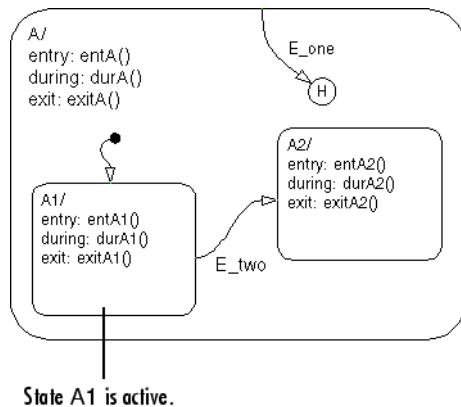 A/
entry: entA()
during: durA()
exit: exitA()
E_one
H
A1/
entry: entA1()
during: durA1()
exit: exitA1()
A2/
entry: entA2()
during: durA2()
exit: exitA2()
E_two
State A1 is active.